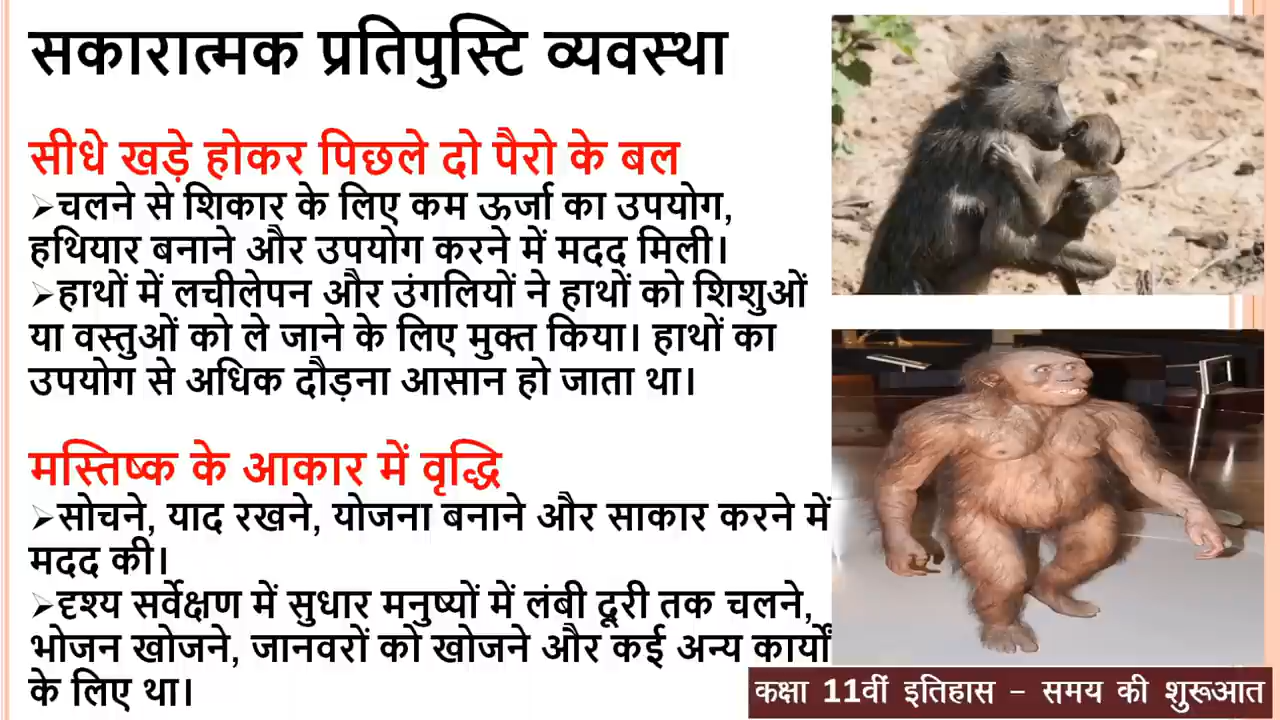 सकारात्मक प्रतिपुस्टि व्यवस्था
सीधे खड़े होकर पिछले दो पैरो के बल
➢चलने से शिकार के लिए कम ऊर्जा का उपयोग,
हथियार बनाने और उपयोग करने में मदद मिली।
➢हाथों में लचीलेपन और उंगलियों ने हाथों को शिशुओं
या वस्तुओं को ले जाने के लिए मुक्त किया। हाथों का
उपयोग से अधिक दौड़ना आसान हो जाता था।
मस्तिष्क के आकार में वृद्धि
➢सोचने, याद रखने, योजना बनाने और साकार करने में
मदद की।
➢दृश्य सर्वेक्षण में सुधार मनुष्यों में लंबी दूरी तक चलने,
भोजन खोजने, जानवरों को खोजने और कई अन्य कार्यों
के लिए था।
कक्षा 11वीं इतिहास – समय की शुरूआत